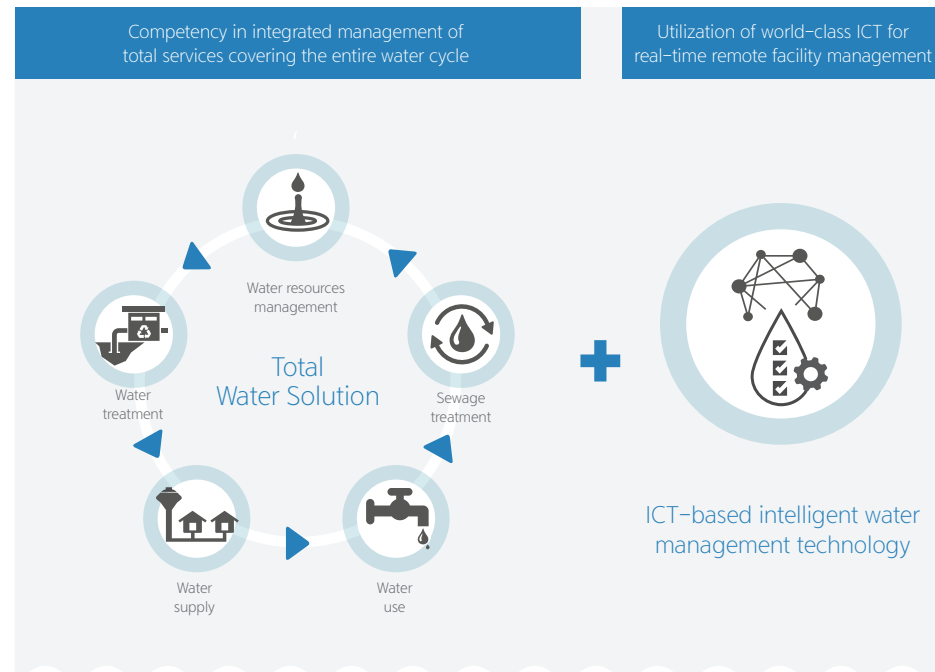 Competency in integrated management of
total services covering the entire water cycle
Utilization of world-class ICT for
real-time remote facility management
Water resources
management
Water
treatment
Total
Water Solution
Sewage
treatment
Water
supply
Water
use
ICT-based intelligent water
management technology